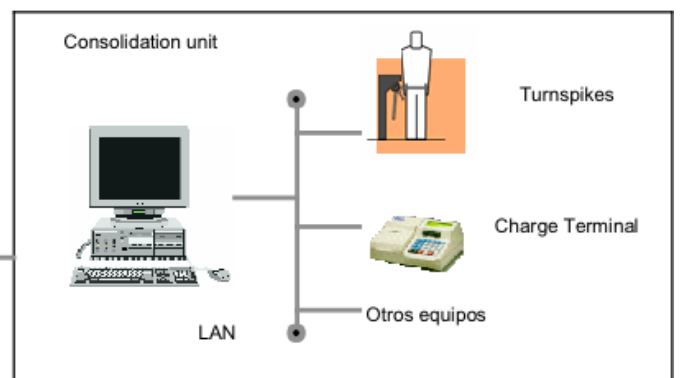 Consolidation unit
Turnspikes
Charge Terminal
Otros equipos
LAN